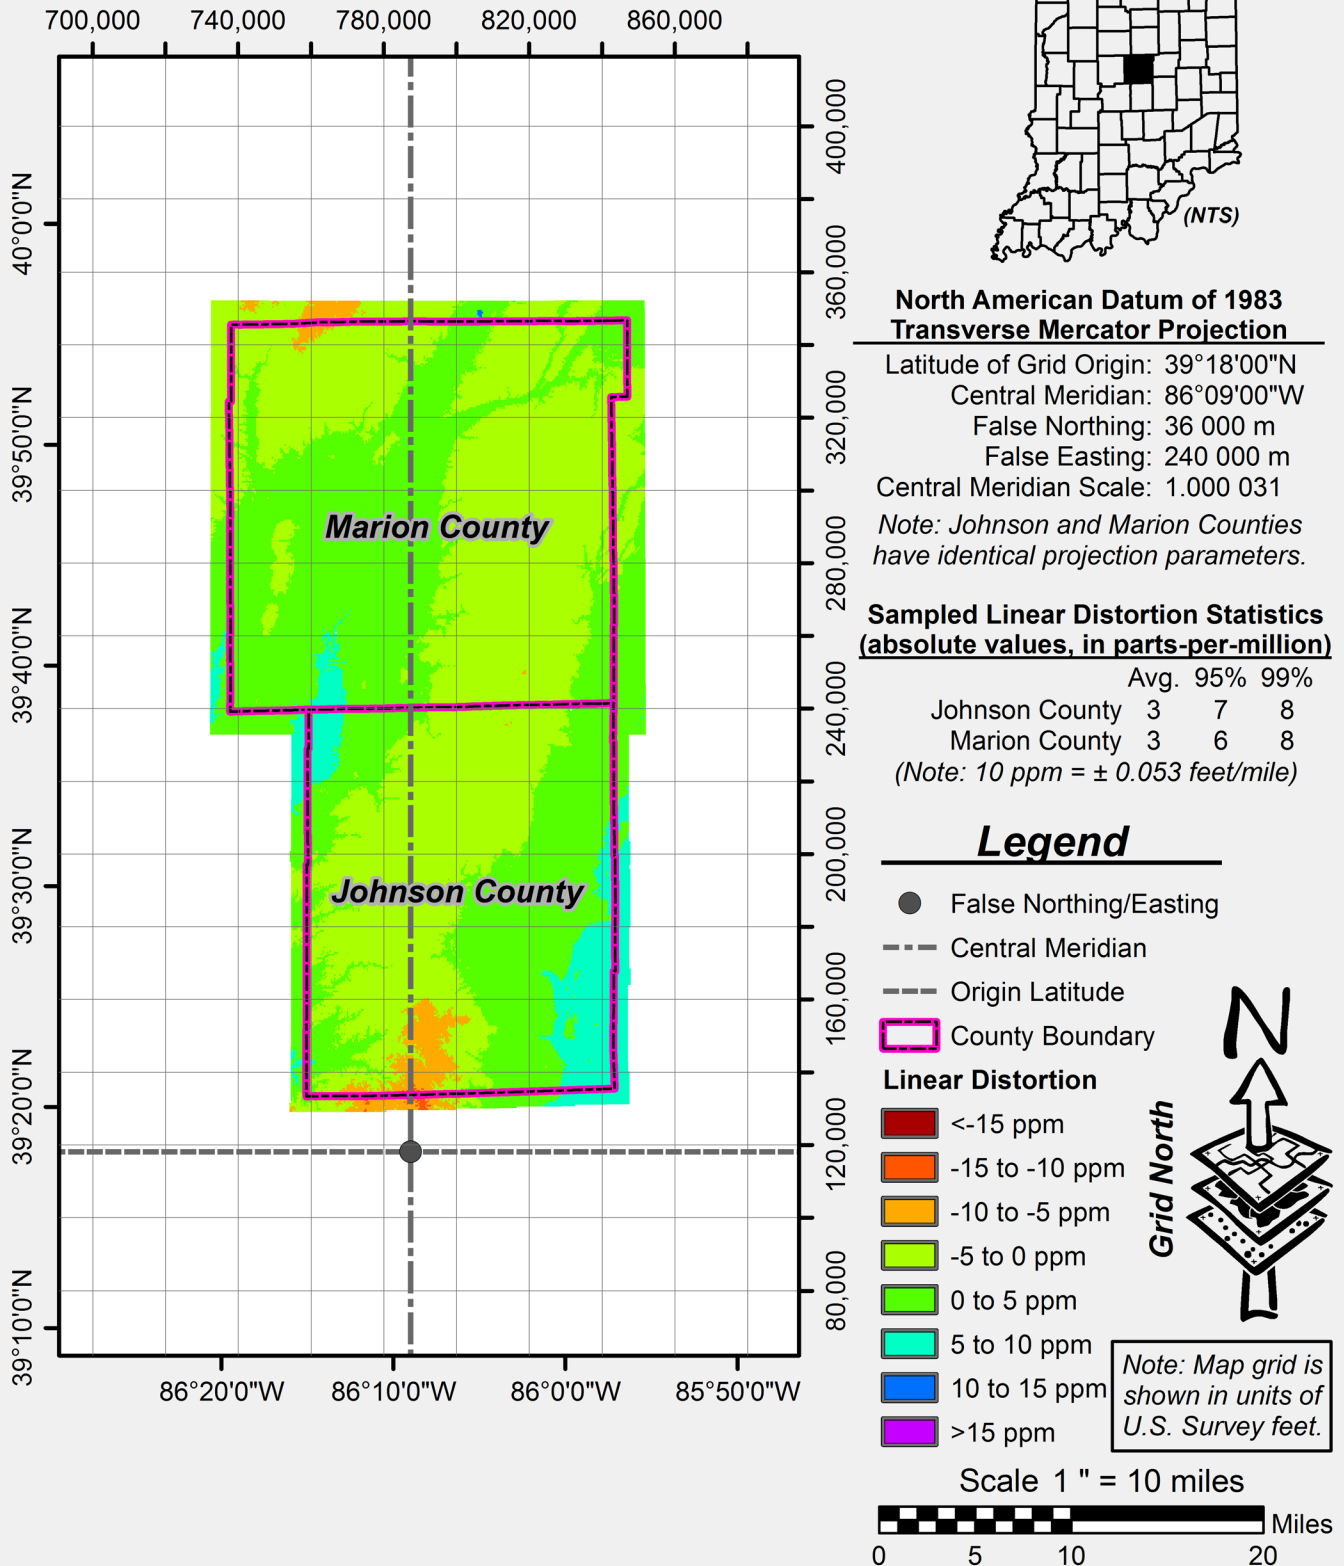 700,000 740,000 780,000 820,000 860,000
400,000
360,000
320,000
280,000
240,000
200,000
160,000
120,000
80,000
40°0'0"N
39°50'0"N
39°40'0"N
39°30'0"N
39°20'0"N
39°10'0"N
86°20'0"W 86°10'0"W 86°0'0"W 85°50'0"W
Marion County
Johnson County
(NTS)
North American Datum of 1983
Transverse Mercator Projection
Latitude of Grid Origin: 39°18'00"N
Central Meridian: 86°09'00"W
False Northing: 36 000 m
False Easting: 240 000 m
Central Meridian Scale: 1.000 031
Note: Johnson and Marion Counties
have identical projection parameters.
Sampled Linear Distortion Statistics
(absolute values, in parts-per-million)
Avg. 95% 99%
Johnson County 3 7 8
Marion County 3 6 8
(Note: 10 ppm = ± 0.053 feet/mile)
Legend
False Northing/Easting
Central Meridian
Origin Latitude
County Boundary
Linear Distortion
<-15 ppm
-15 to -10 ppm
-10 to -5 ppm
-5 to 0 ppm
0 to 5 ppm
5 to 10 ppm
10 to 15 ppm
>15 ppm
N
Grid North
Note: Map grid is
shown in units of
U.S. Survey feet.
Scale 1 " = 10 miles
Miles
0 5 10 20